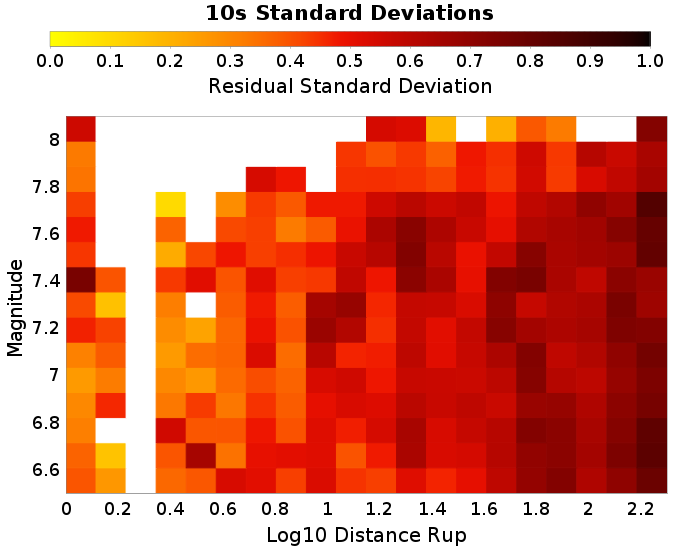 10s Standard Deviations
0.0 0.1 0.2 0.3 0.4 0.5 0.6 0.7 0.8 0.9 1.0
Residual Standard Deviation
8
7.8
7.6
7.4
7.2
7
6.8
6.6
Magnitude
0 0.2 0.4 0.6 0.8 1 1.2 1.4 1.6 1.8 2 2.2
Log10 Distance Rup